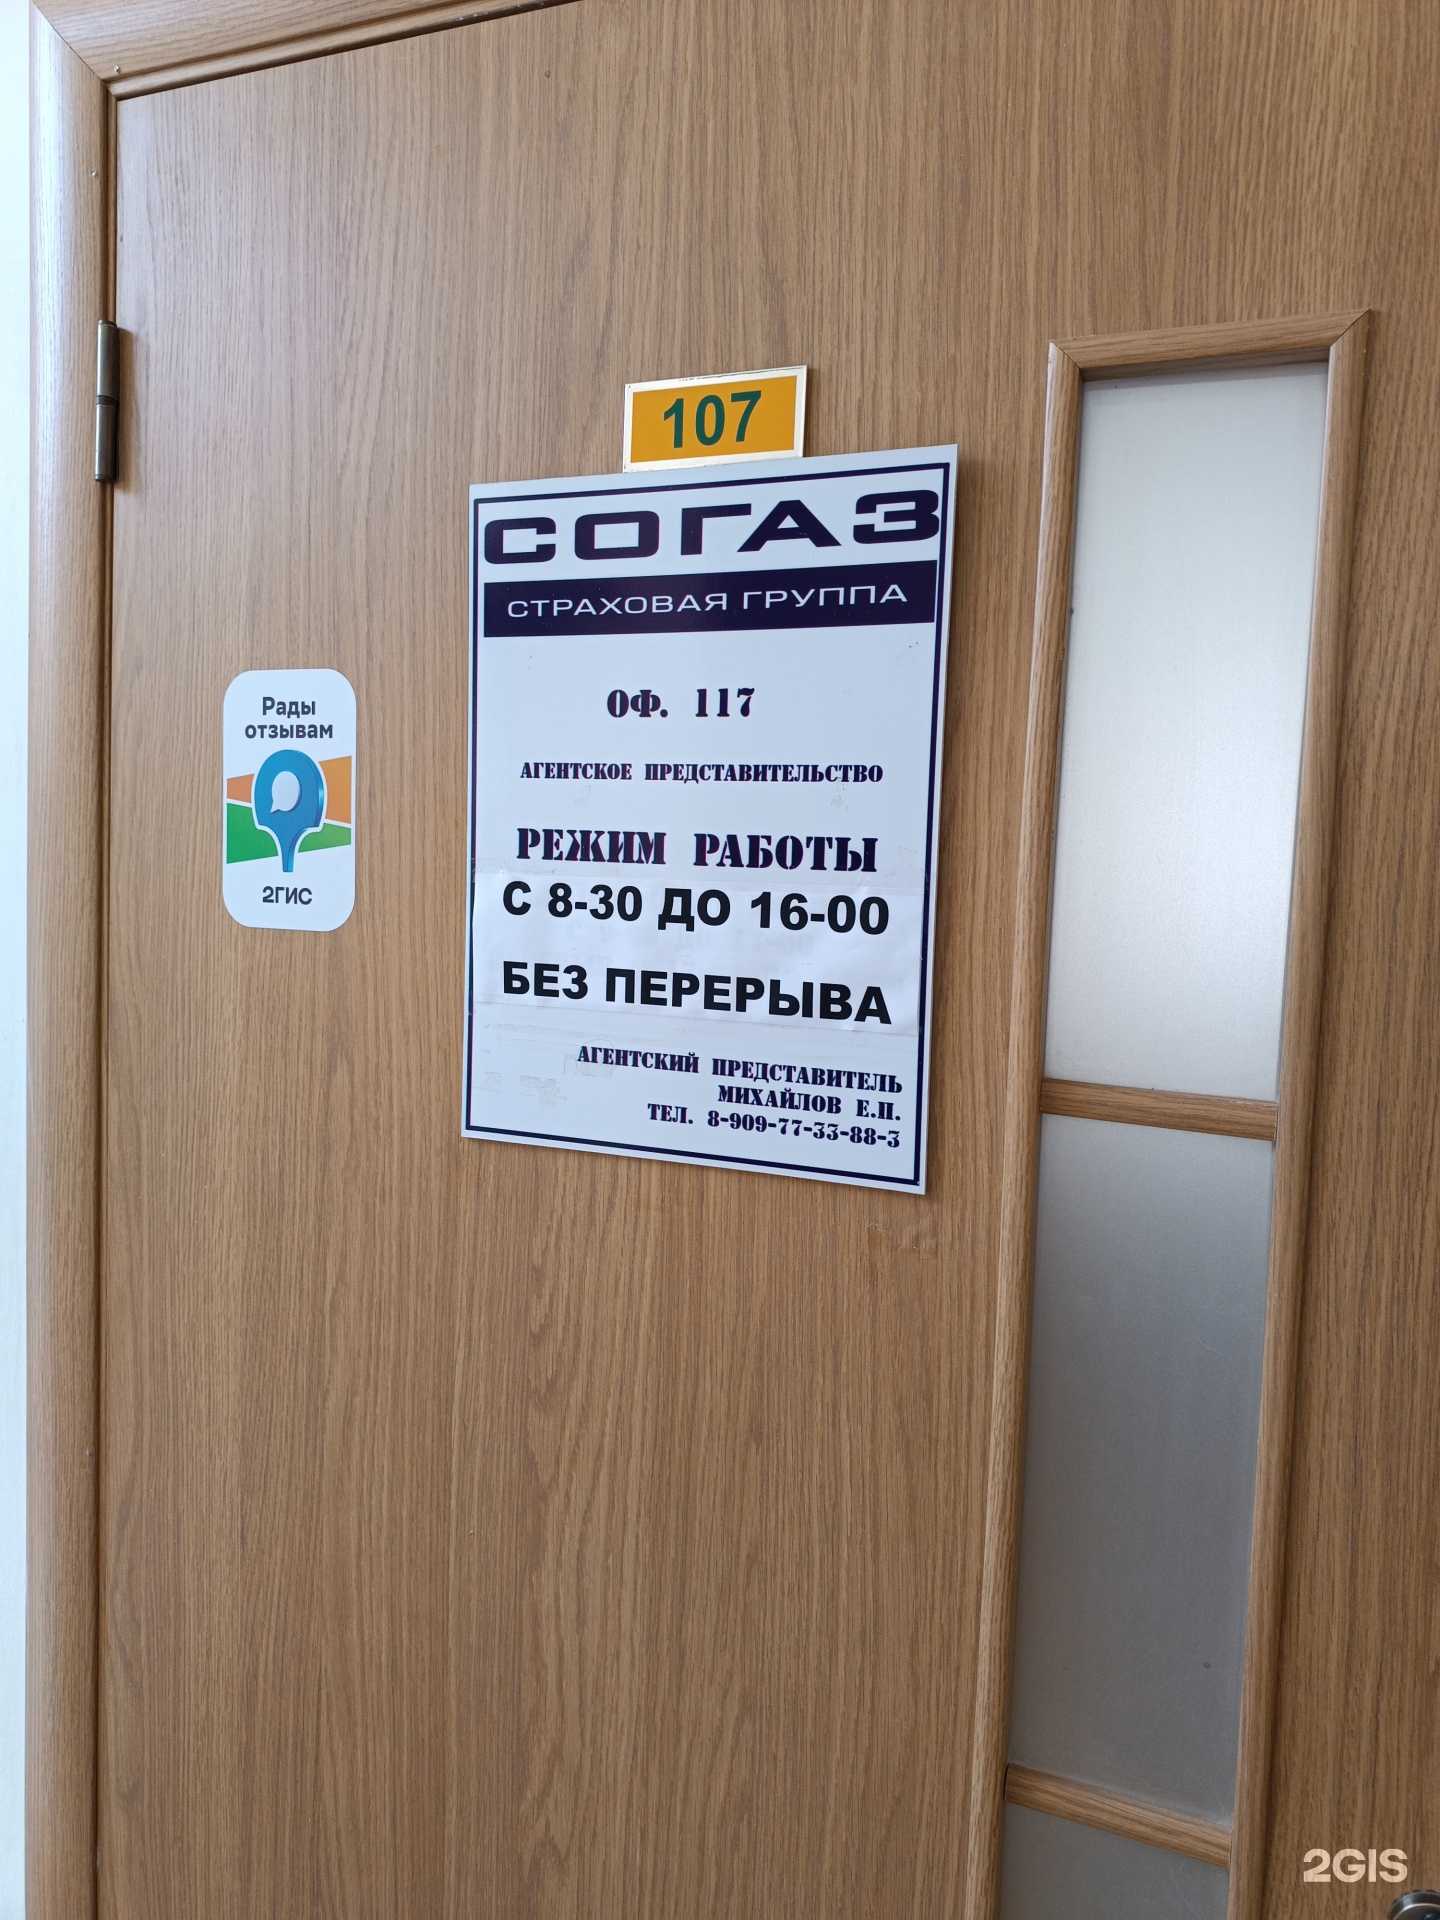 107
СОГАЗ
СТРАХОВАЯ ГРУППА
ОФ. 117
АГЕНТСКОЕ ПРЕДСТАВИТЕЛЬСТВО
РЕЖИМ РАБОТЫ
С 8-30 ДО 16-00
БЕЗ ПЕРЕРЫВА
АГЕНТСКИЙ ПРЕДСТАВИТЕЛЬ
МИХАЙЛОВ Е.П.
ТЕЛ. 8-909-77-33-88-3
Рады
отзывам
2ГИС
2GIS